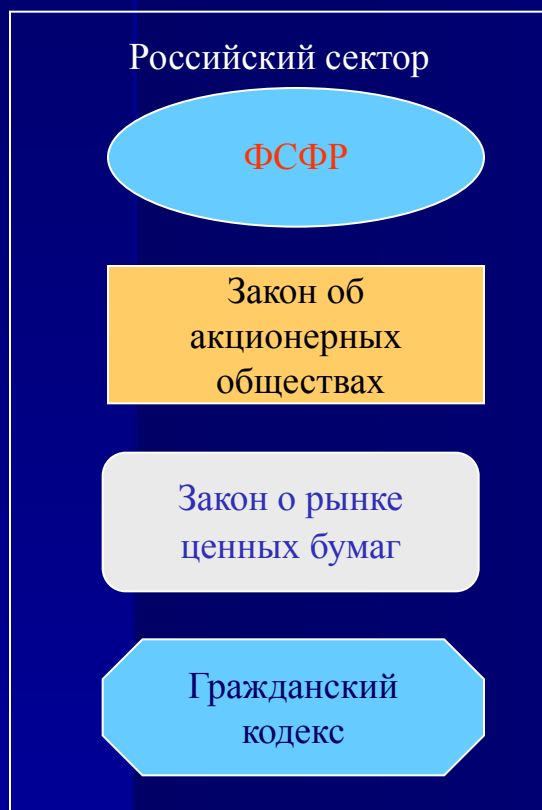 Российский сектор
ФСФР
Закон об
акционерных
обществах
Закон о рынке
ценных бумаг
Гражданский
кодекс